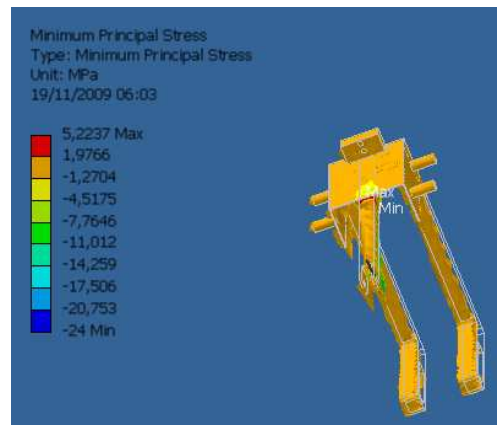 Minimum Principal Stress
Type: Minimum Principal Stress
Unit: MPa
19/11/2009 06:03
5,2237 Max
1,9766
-1,2704
-4,5175
-7,7646
-11,012
-14,259
-17,506
-20,753
-24 Min
Max
Min